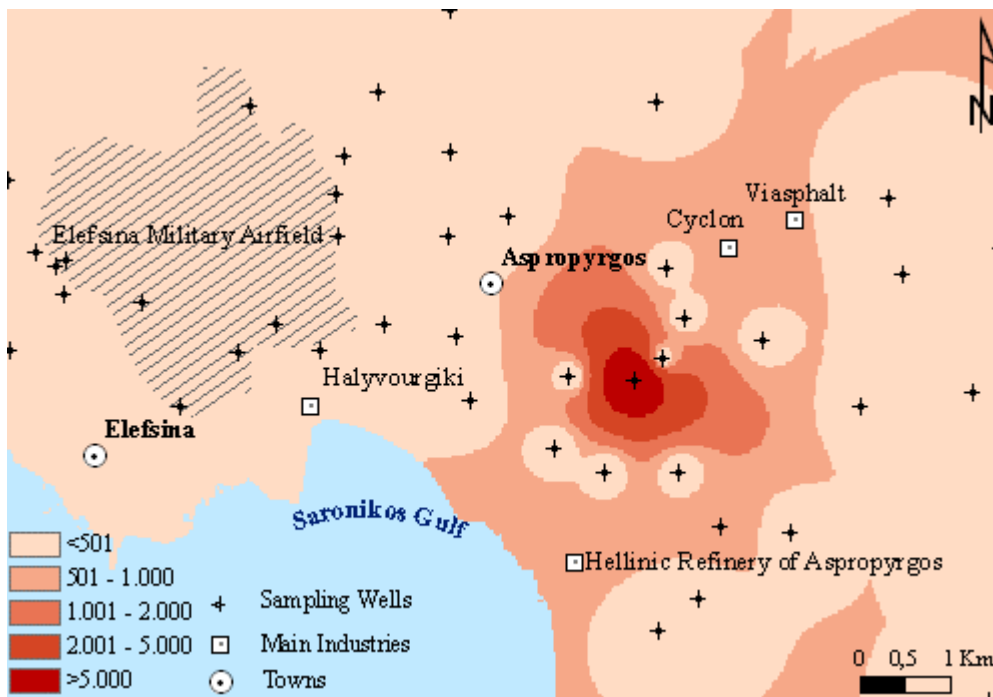 N
Viasphalt
Cyclon
Elefsina Military Airfield
Aspropyrgos
Halyvourgiki
Elefsina
Saronikos Gulf
<501
501 - 1.000
1.001 - 2.000
2.001 - 5.000
>5.000
Sampling Wells
Main Industries
Towns
Hellinic Refinery of Aspropyrgos
0 0,5 1 Km